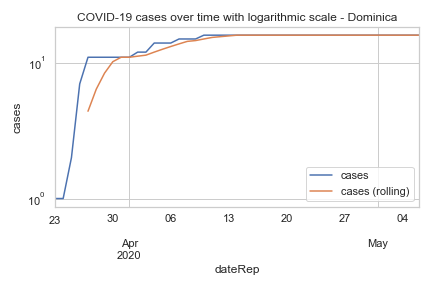 COVID-19 cases over time with logarithmic scale - Dominica
cases
10¹
10⁰
cases
cases (rolling)
23
30
06
13
20
27
04
Apr
2020
May
dateRep